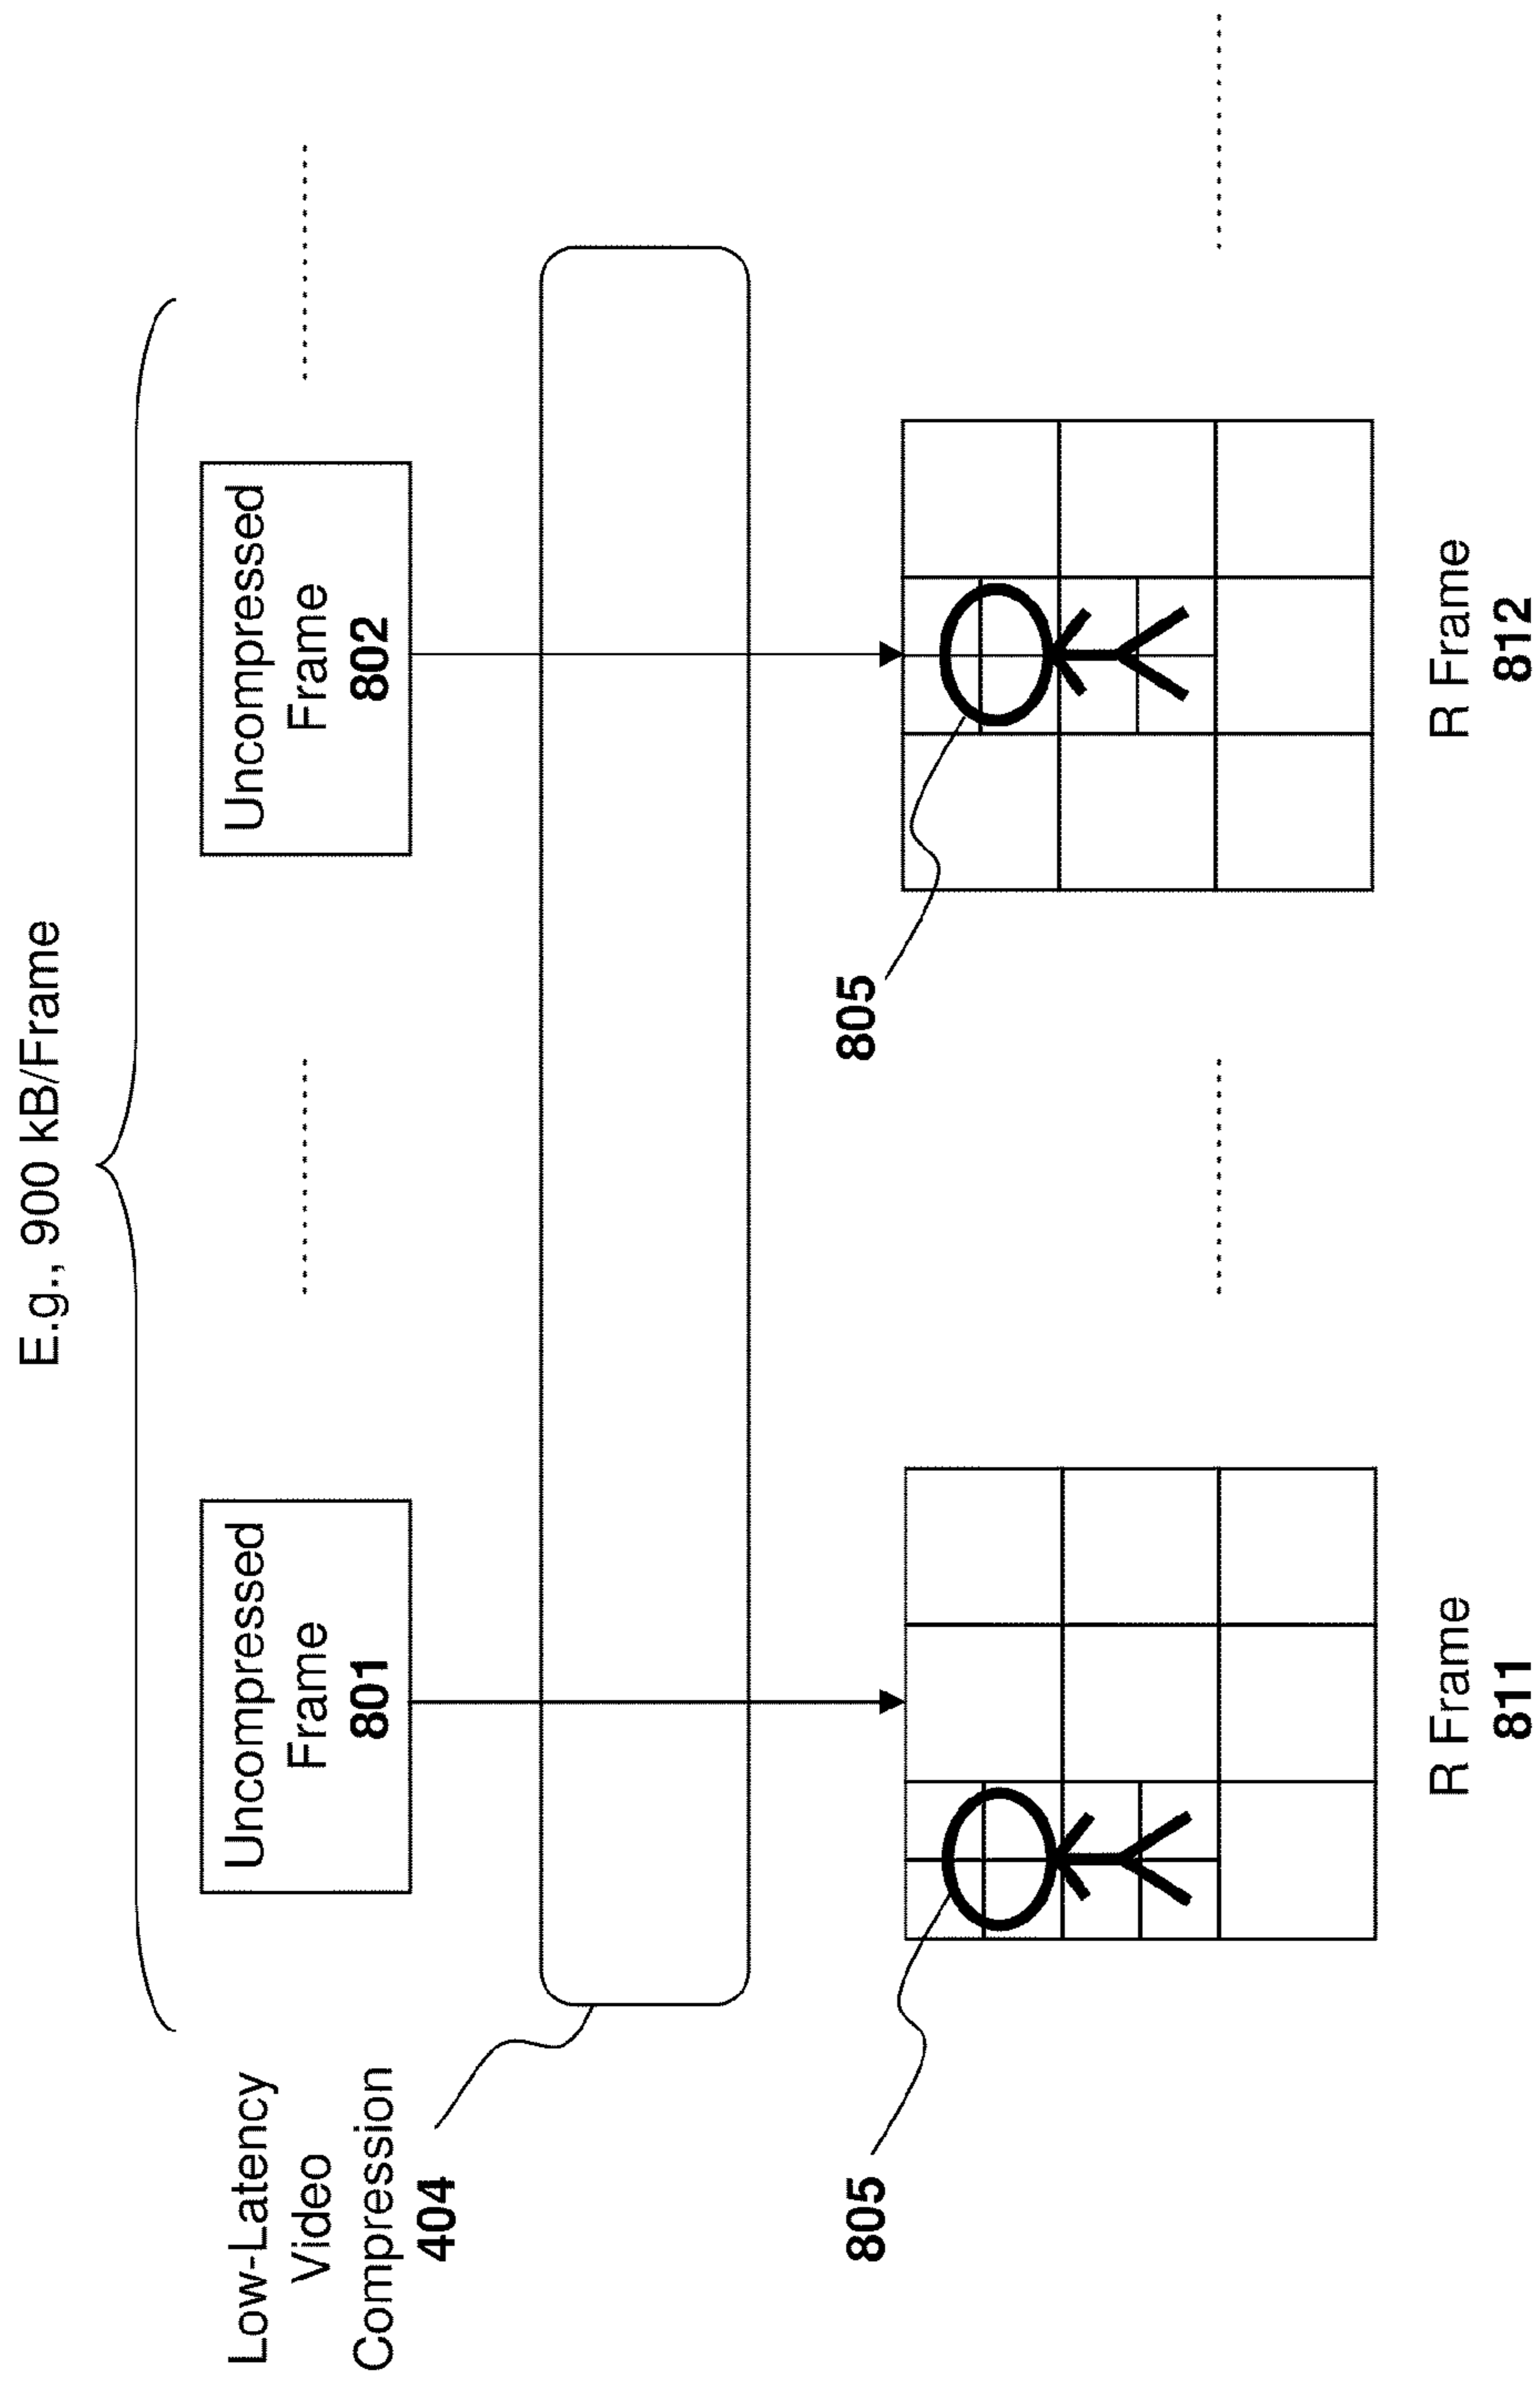 E.g., 900 kB/Frame
Low-Latency
Video
Compression
404
Uncompressed
Frame
801
Uncompressed
Frame
802
805
805
R Frame
811
R Frame
812